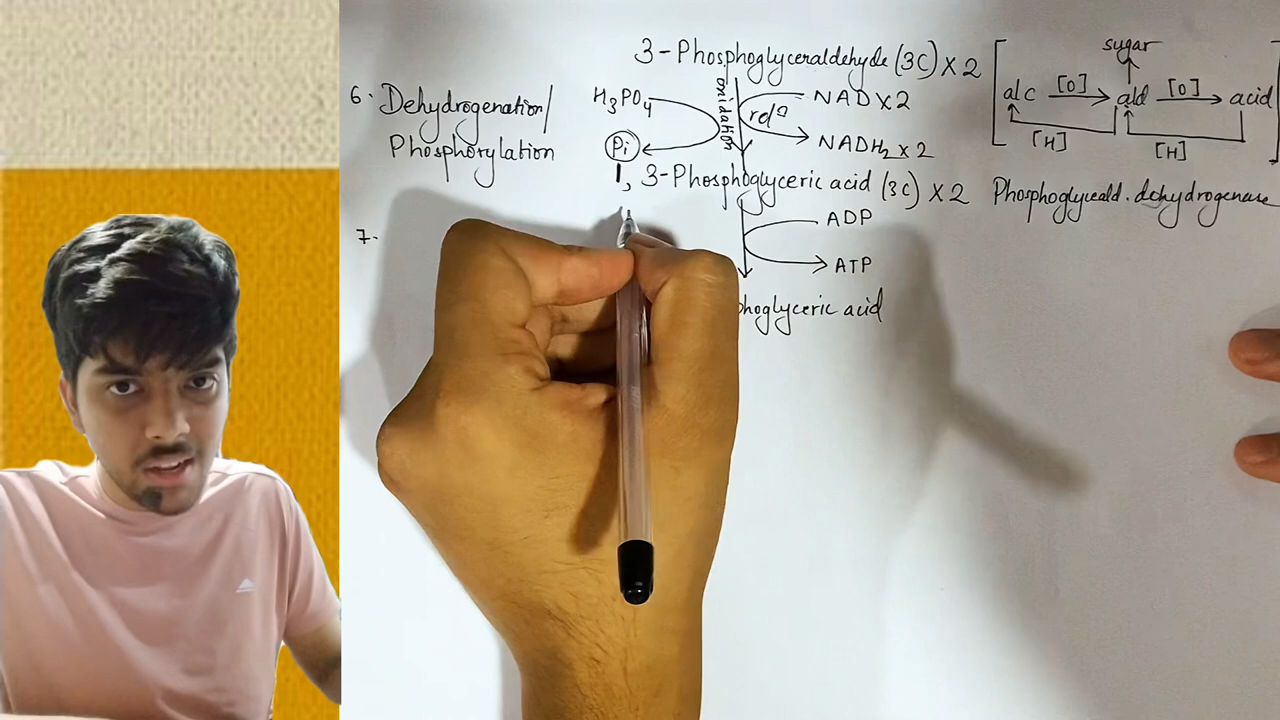 3-Phosphoglyceraldehyde (3C) X 2
sugar
6. Dehydrogenation/
Phosphorylation
H3PO4
Pi
oxidation
redⁿ
NAD X 2
NADH2 X 2
alc [O] ald [O] acid
[H] [H]
1, 3-Phosphoglyceric acid (3C) X 2
Phosphoglyceald. dehydrogenase
7.
ADP
ATP
hoglyceric acid